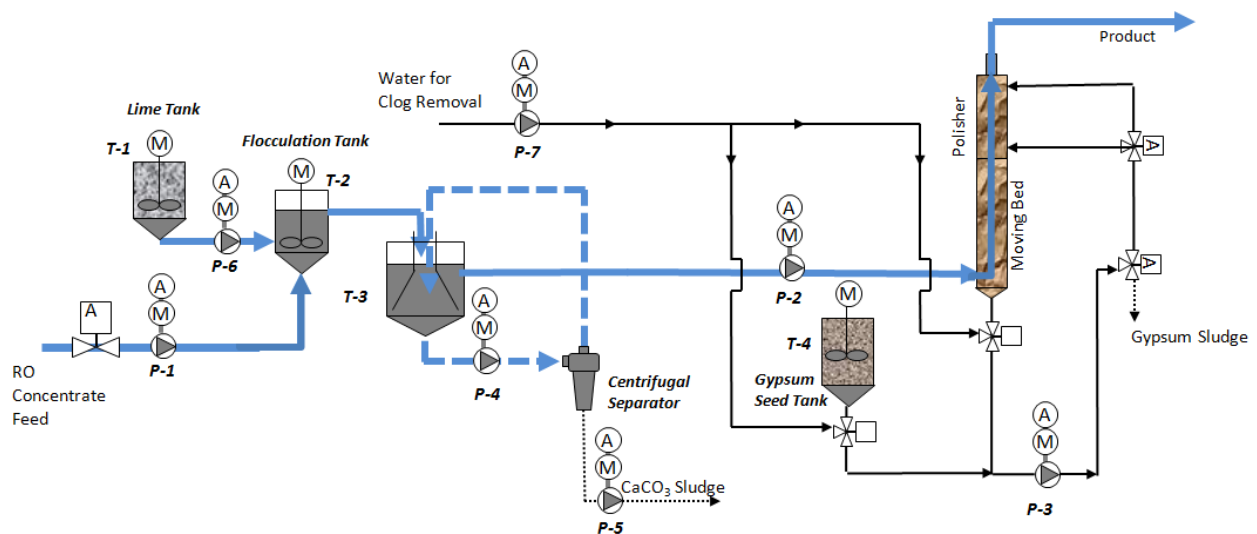 Product
A
M
Water for
Clog Removal
P-7
Lime Tank
M
T-1
Flocculation Tank
M
T-2
A
M
P-6
Polisher
Moving Bed
A
A
Gypsum Sludge
T-3
A
M
P-2
A
RO
Concentrate
Feed
A
M
P-1
A
M
P-4
Centrifugal
Separator
M
T-4
Gypsum
Seed Tank
A
M
CaCO₃ Sludge
P-5
A
M
P-3